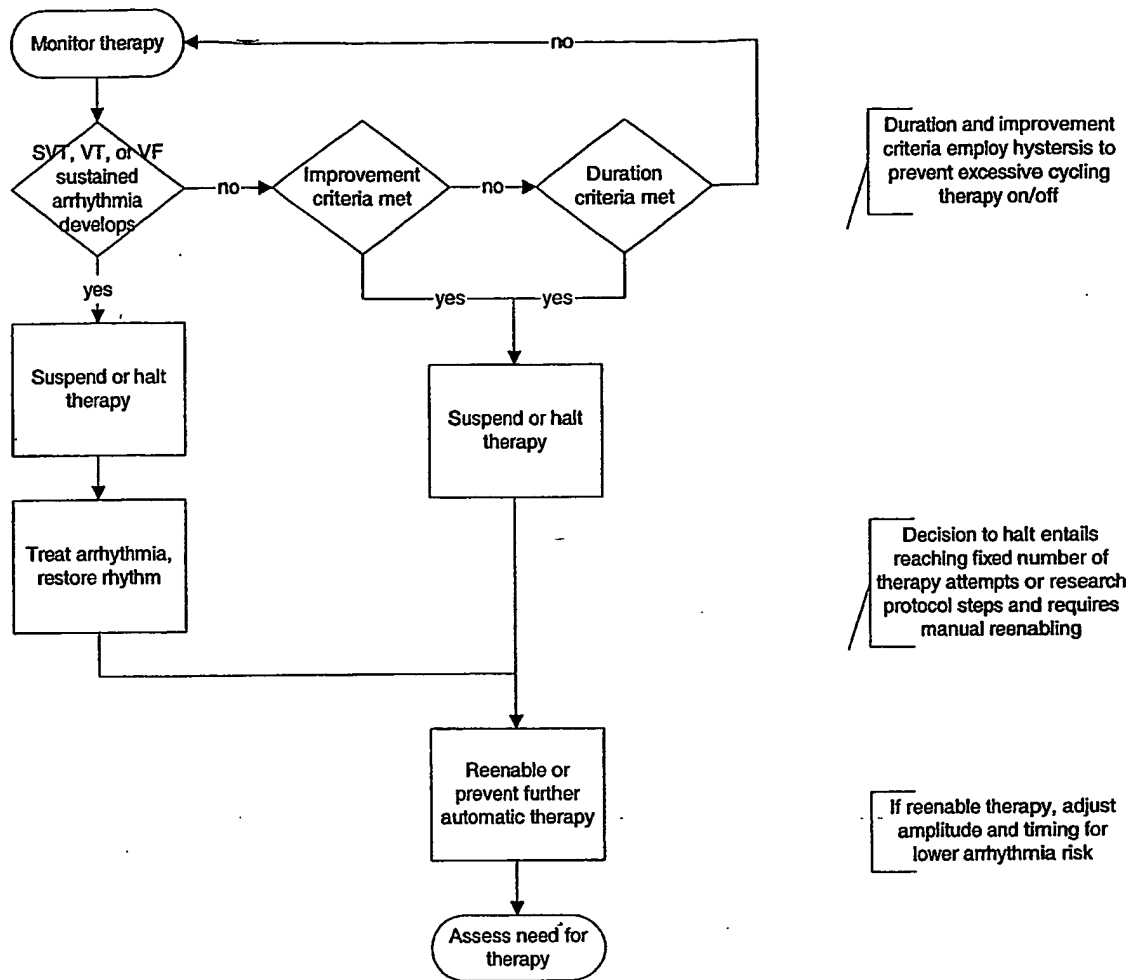 Monitor therapy
no
SVT, VT, or VF
sustained
arrhythmia
develops
no
Improvement
criteria met
no
Duration
criteria met
Duration and improvement
criteria employ hystersis to
prevent excessive cycling
therapy on/off
yes
yes
yes
Suspend or halt
therapy
Suspend or halt
therapy
Treat arrhythmia,
restore rhythm
Decision to halt entails
reaching fixed number of
therapy attempts or research
protocol steps and requires
manual reenabling
Reenable or
prevent further
automatic therapy
If reenable therapy, adjust
amplitude and timing for
lower arrhythmia risk
Assess need for
therapy